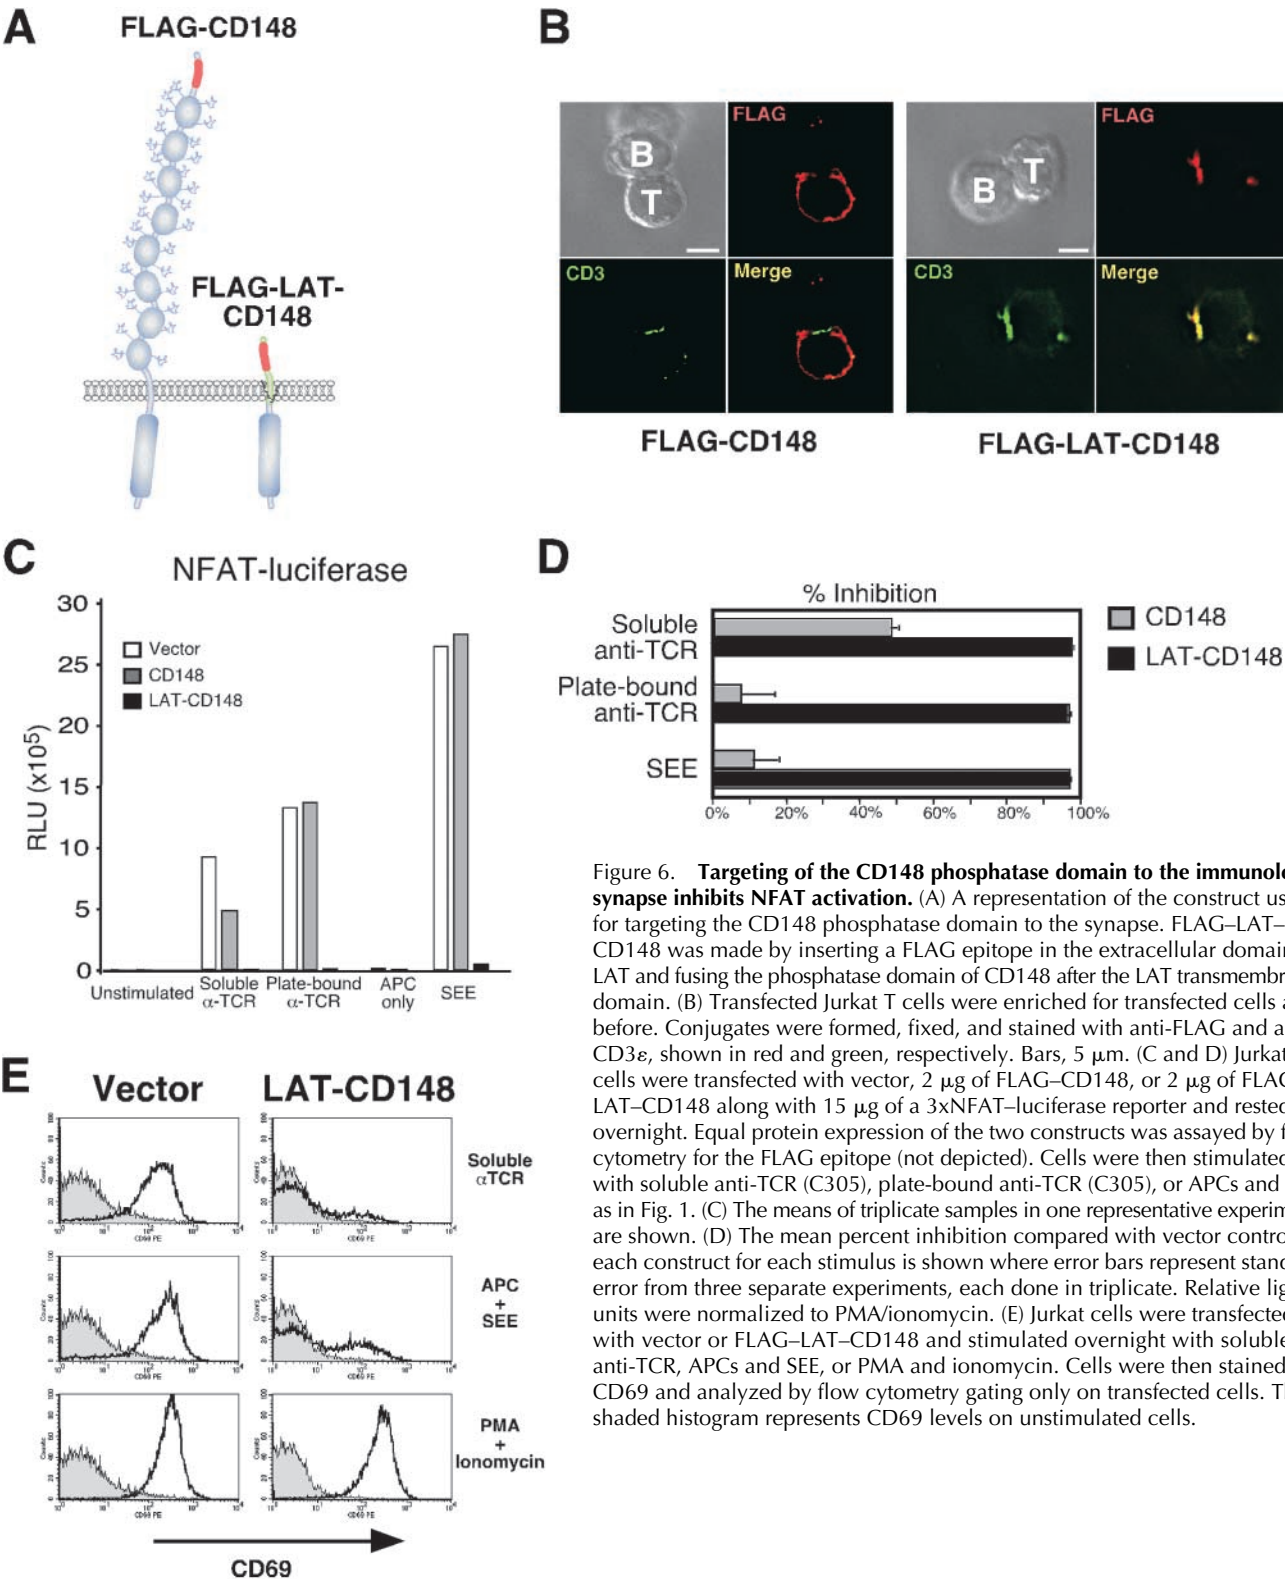 A
FLAG-CD148
FLAG-LAT-
CD148
B
B
T
FLAG
CD3
Merge
FLAG-CD148
B
T
FLAG
CD3
Merge
FLAG-LAT-CD148
C
NFAT-luciferase
RLU (x10⁵)
30
25
20
15
10
5
0
Vector
CD148
LAT-CD148
Unstimulated
Soluble
α-TCR
Plate-bound
α-TCR
APC
only
SEE
D
% Inhibition
Soluble
anti-TCR
Plate-bound
anti-TCR
SEE
0% 20% 40% 60% 80% 100%
CD148
LAT-CD148
Figure 6. Targeting of the CD148 phosphatase domain to the
synapse inhibits NFAT activation. (A) A representation of the construct
for targeting the CD148 phosphatase domain to the synapse. FLAG–LAT–
CD148 was made by inserting a FLAG epitope in the extracellular domain
LAT and fusing the phosphatase domain of CD148 after the LAT
domain. (B) Transfected Jurkat T cells were enriched for transfected cells
before. Conjugates were formed, fixed, and stained with anti-FLAG and
CD3ε, shown in red and green, respectively. Bars, 5 μm. (C and D) Jurkat
cells were transfected with vector, 2 μg of FLAG–CD148, or 2 μg of
LAT–CD148 along with 15 μg of a 3xNFAT–luciferase reporter and rested
overnight. Equal protein expression of the two constructs was assayed by
cytometry for the FLAG epitope (not depicted). Cells were then stimulated
with soluble anti-TCR (C305), plate-bound anti-TCR (C305), or APCs and
as in Fig. 1. (C) The means of triplicate samples in one representative
are shown. (D) The mean percent inhibition compared with vector
each construct for each stimulus is shown where error bars represent
error from three separate experiments, each done in triplicate. Relative
units were normalized to PMA/ionomycin. (E) Jurkat cells were transfected
with vector or FLAG–LAT–CD148 and stimulated overnight with soluble
anti-TCR, APCs and SEE, or PMA and ionomycin. Cells were then stained
CD69 and analyzed by flow cytometry gating only on transfected cells.
shaded histogram represents CD69 levels on unstimulated cells.
E
Vector
LAT-CD148
Soluble
αTCR
APC
+
SEE
PMA
+
Ionomycin
CD69